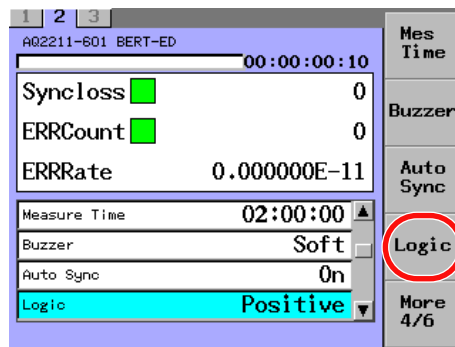 1 2 3
AQ2211-601 BERT-ED
00:00:00:10
Syncloss 0
ERRCount 0
ERRRate 0.000000E-11
Measure Time 02:00:00
Buzzer Soft
Auto Sync On
Logic Positive
Mes
Time
Buzzer
Auto
Sync
Logic
More
4/6